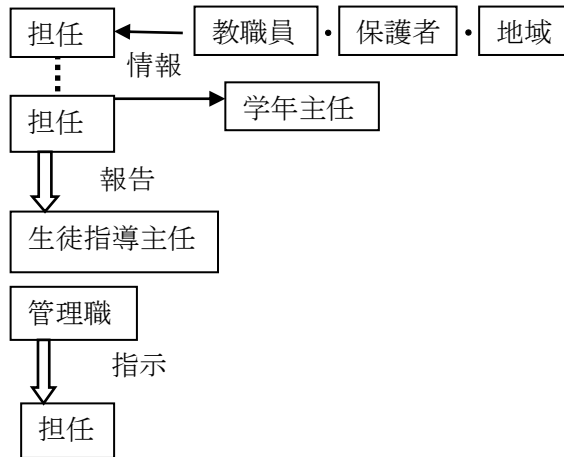 担任 教職員・保護者・地域
情報
担任 学年主任
報告
生徒指導主任
管理職
指示
担任